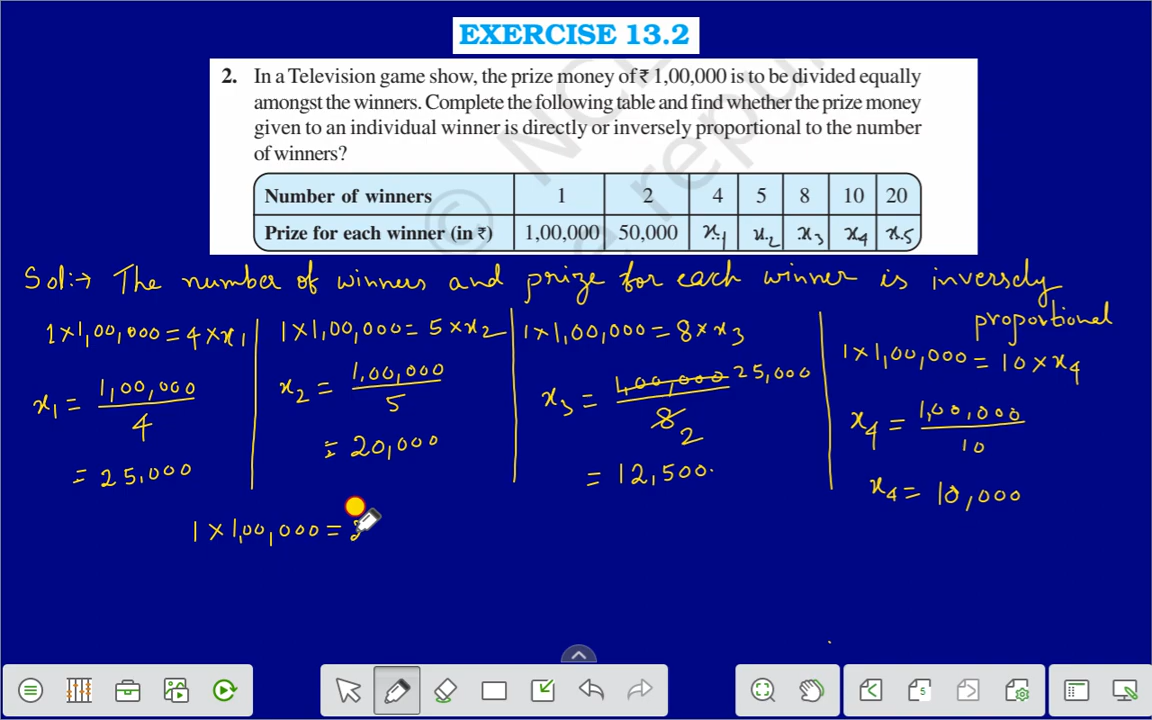 EXERCISE 13.2
2. In a Television game show, the prize money of ₹ 1,00,000 is to be divided equally
amongst the winners. Complete the following table and find whether the prize money
given to an individual winner is directly or inversely proportional to the number
of winners?
Number of winners 1 2 4 5 8 10 20
Prize for each winner (in ₹) 1,00,000 50,000 x₁ x₂ x₃ x₄ x₅
Sol:→ The number of winners and prize for each winner is inversely
proportional
1×1,00,000 = 4×x₁
x₁ = 1,00,000
4
= 25,000
1×1,00,000 = 5×x₂
x₂ = 1,00,000
5
= 20,000
1×1,00,000 = 8×x₃
x₃ = 1,00,000 25,000
8
2
= 12,500.
1×1,00,000 = 10×x₄
x₄ = 1,00,000
10
x₄ = 10,000
1×1,00,000 =
5